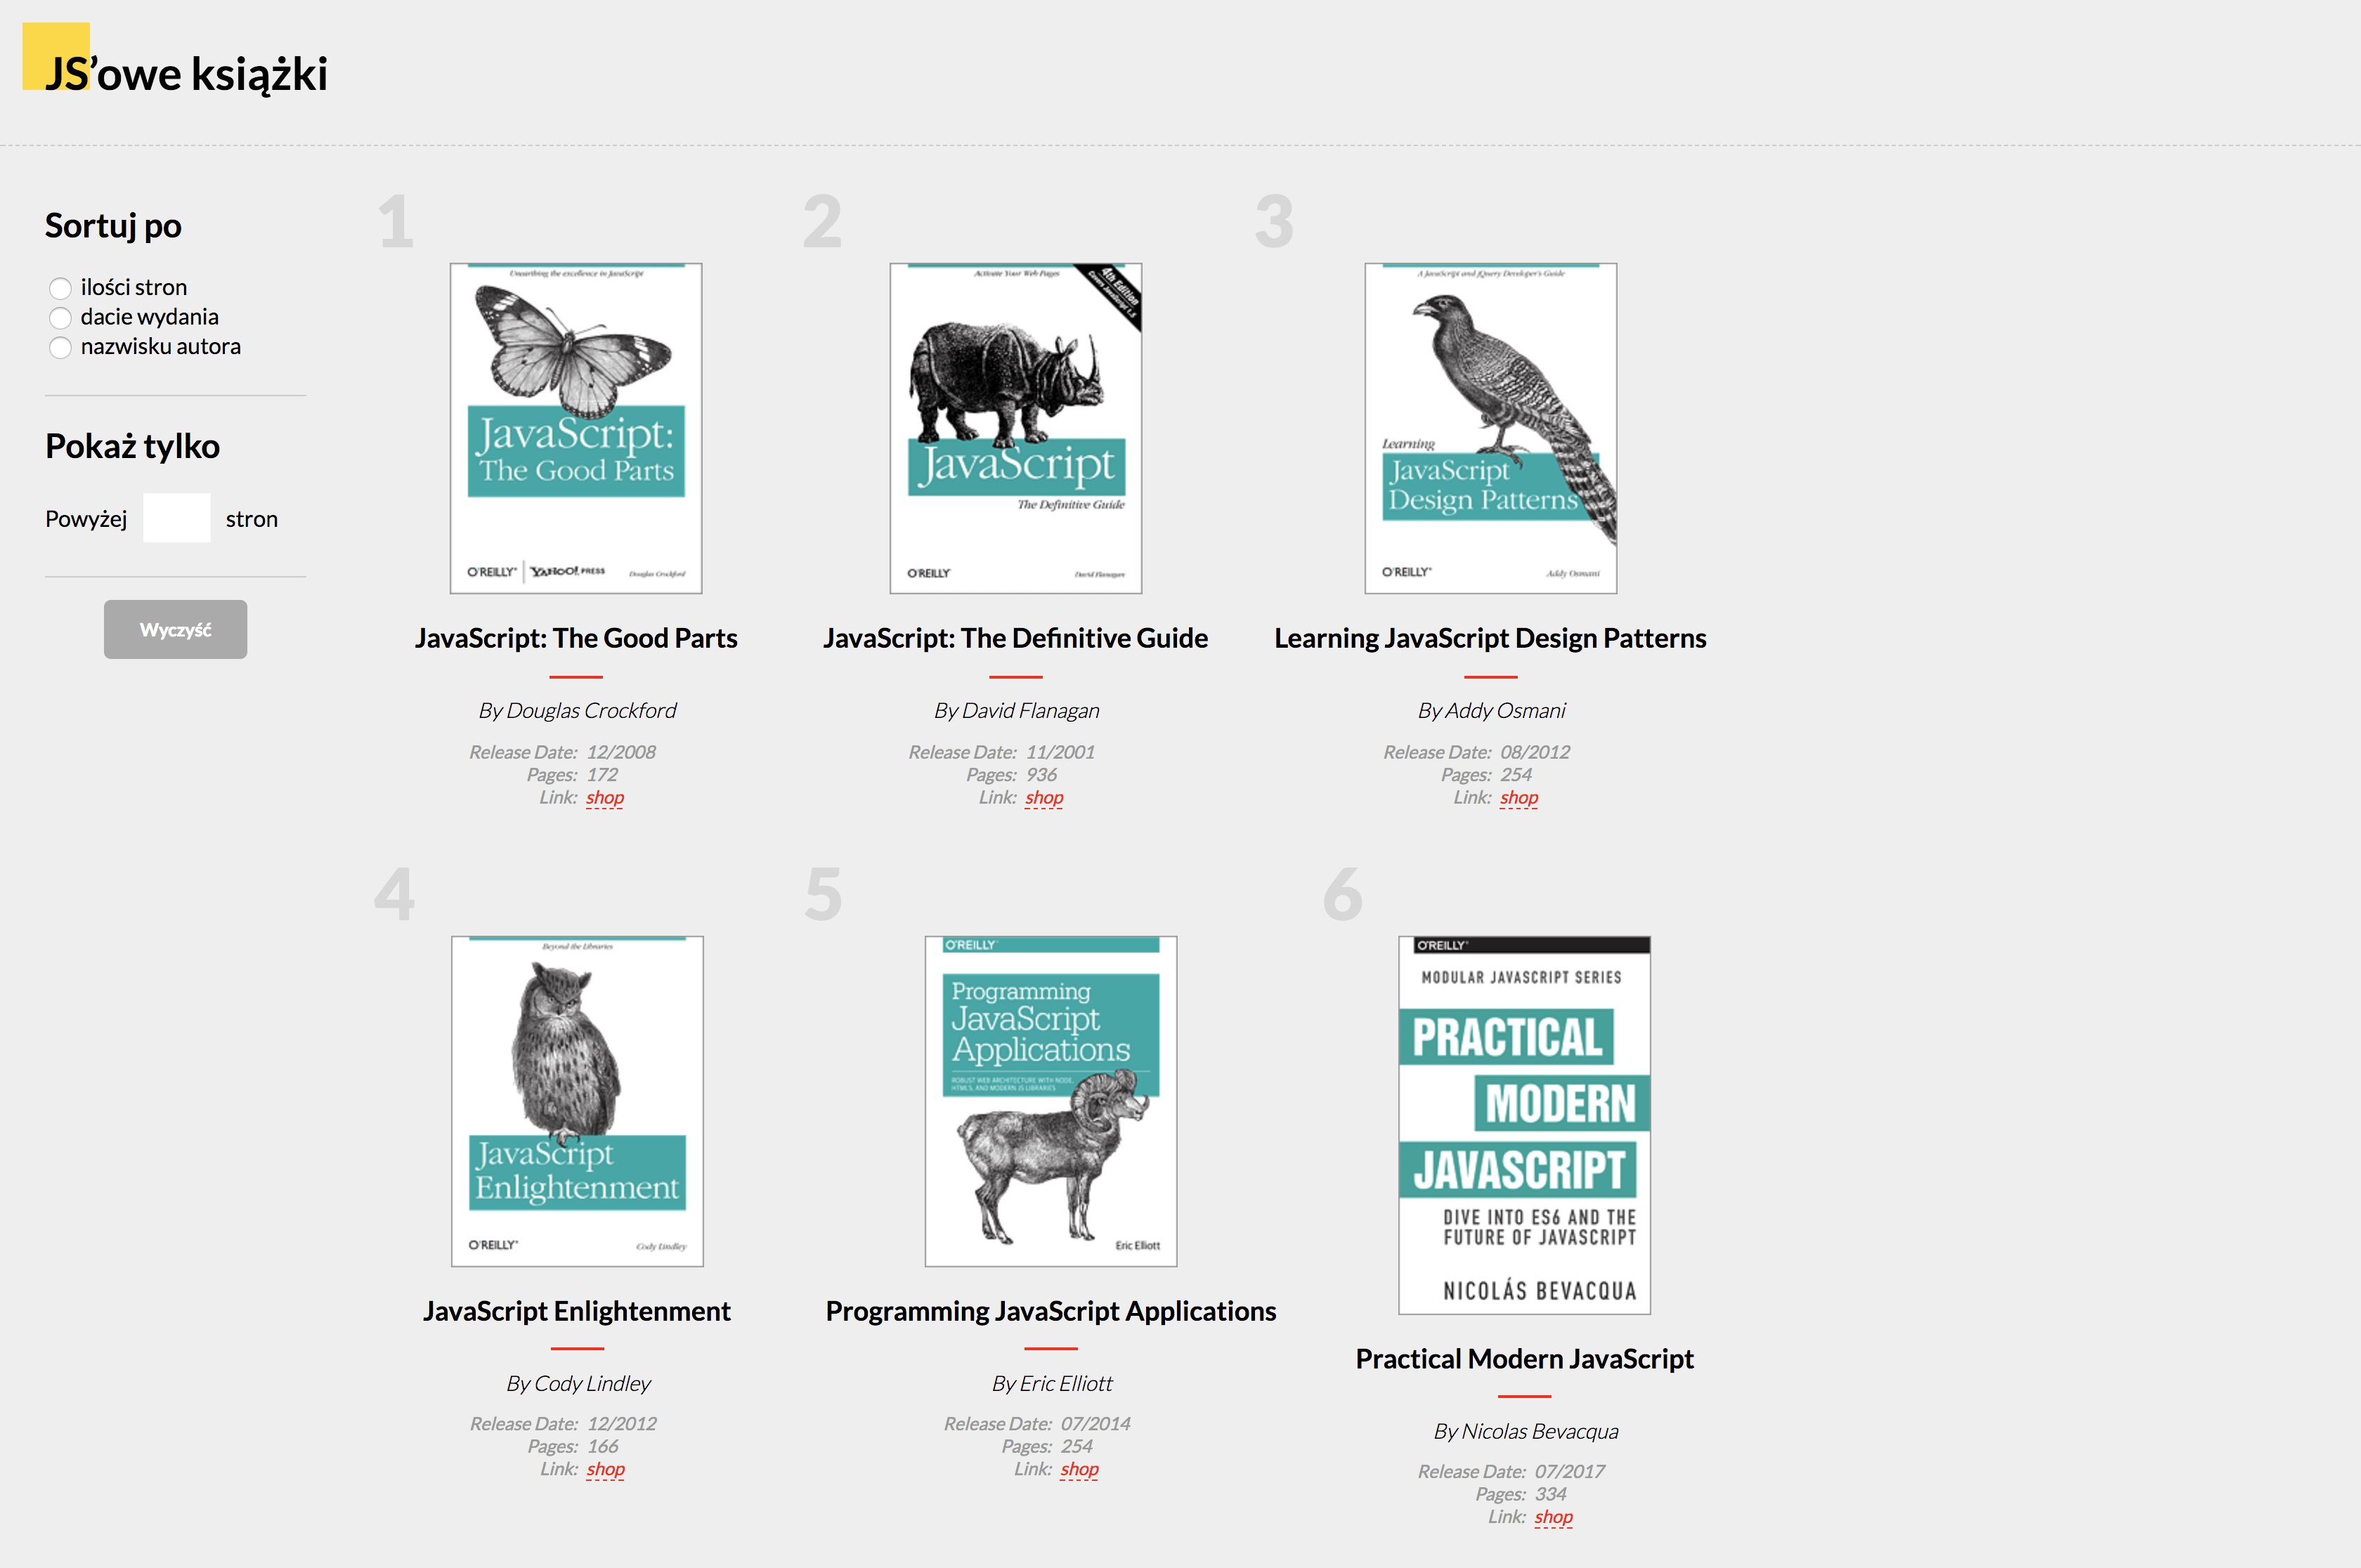 JS’owe książki
Sortuj po
ilości stron
dacie wydania
nazwisku autora
Pokaż tylko
Powyżej stron
Wyczyść
1
Unearthing the excellence in JavaScript
JavaScript:
The Good Parts
O'REILLY® YAHOO! PRESS
Douglas Crockford
JavaScript: The Good Parts
By Douglas Crockford
Release Date: 12/2008
Pages: 172
Link: shop
2
Activate Your Web Pages
4th Edition
Covers JavaScript 1.5
JavaScript
The Definitive Guide
O'REILLY
David Flanagan
JavaScript: The Definitive Guide
By David Flanagan
Release Date: 11/2001
Pages: 936
Link: shop
3
A JavaScript and jQuery Developer's Guide
Learning
JavaScript
Design Patterns
O'REILLY®
Addy Osmani
Learning JavaScript Design Patterns
By Addy Osmani
Release Date: 08/2012
Pages: 254
Link: shop
4
Beyond the Libraries
JavaScript
Enlightenment
O'REILLY®
Cody Lindley
JavaScript Enlightenment
By Cody Lindley
Release Date: 12/2012
Pages: 166
Link: shop
5
O'REILLY®
Programming
JavaScript
Applications
ROBUST WEB ARCHITECTURE WITH NODE,
HTML5, AND MODERN JS LIBRARIES
Eric Elliott
Programming JavaScript Applications
By Eric Elliott
Release Date: 07/2014
Pages: 254
Link: shop
6
O'REILLY®
MODULAR JAVASCRIPT SERIES
PRACTICAL
MODERN
JAVASCRIPT
DIVE INTO ES6 AND THE
FUTURE OF JAVASCRIPT
NICOLÁS BEVACQUA
Practical Modern JavaScript
By Nicolas Bevacqua
Release Date: 07/2017
Pages: 334
Link: shop